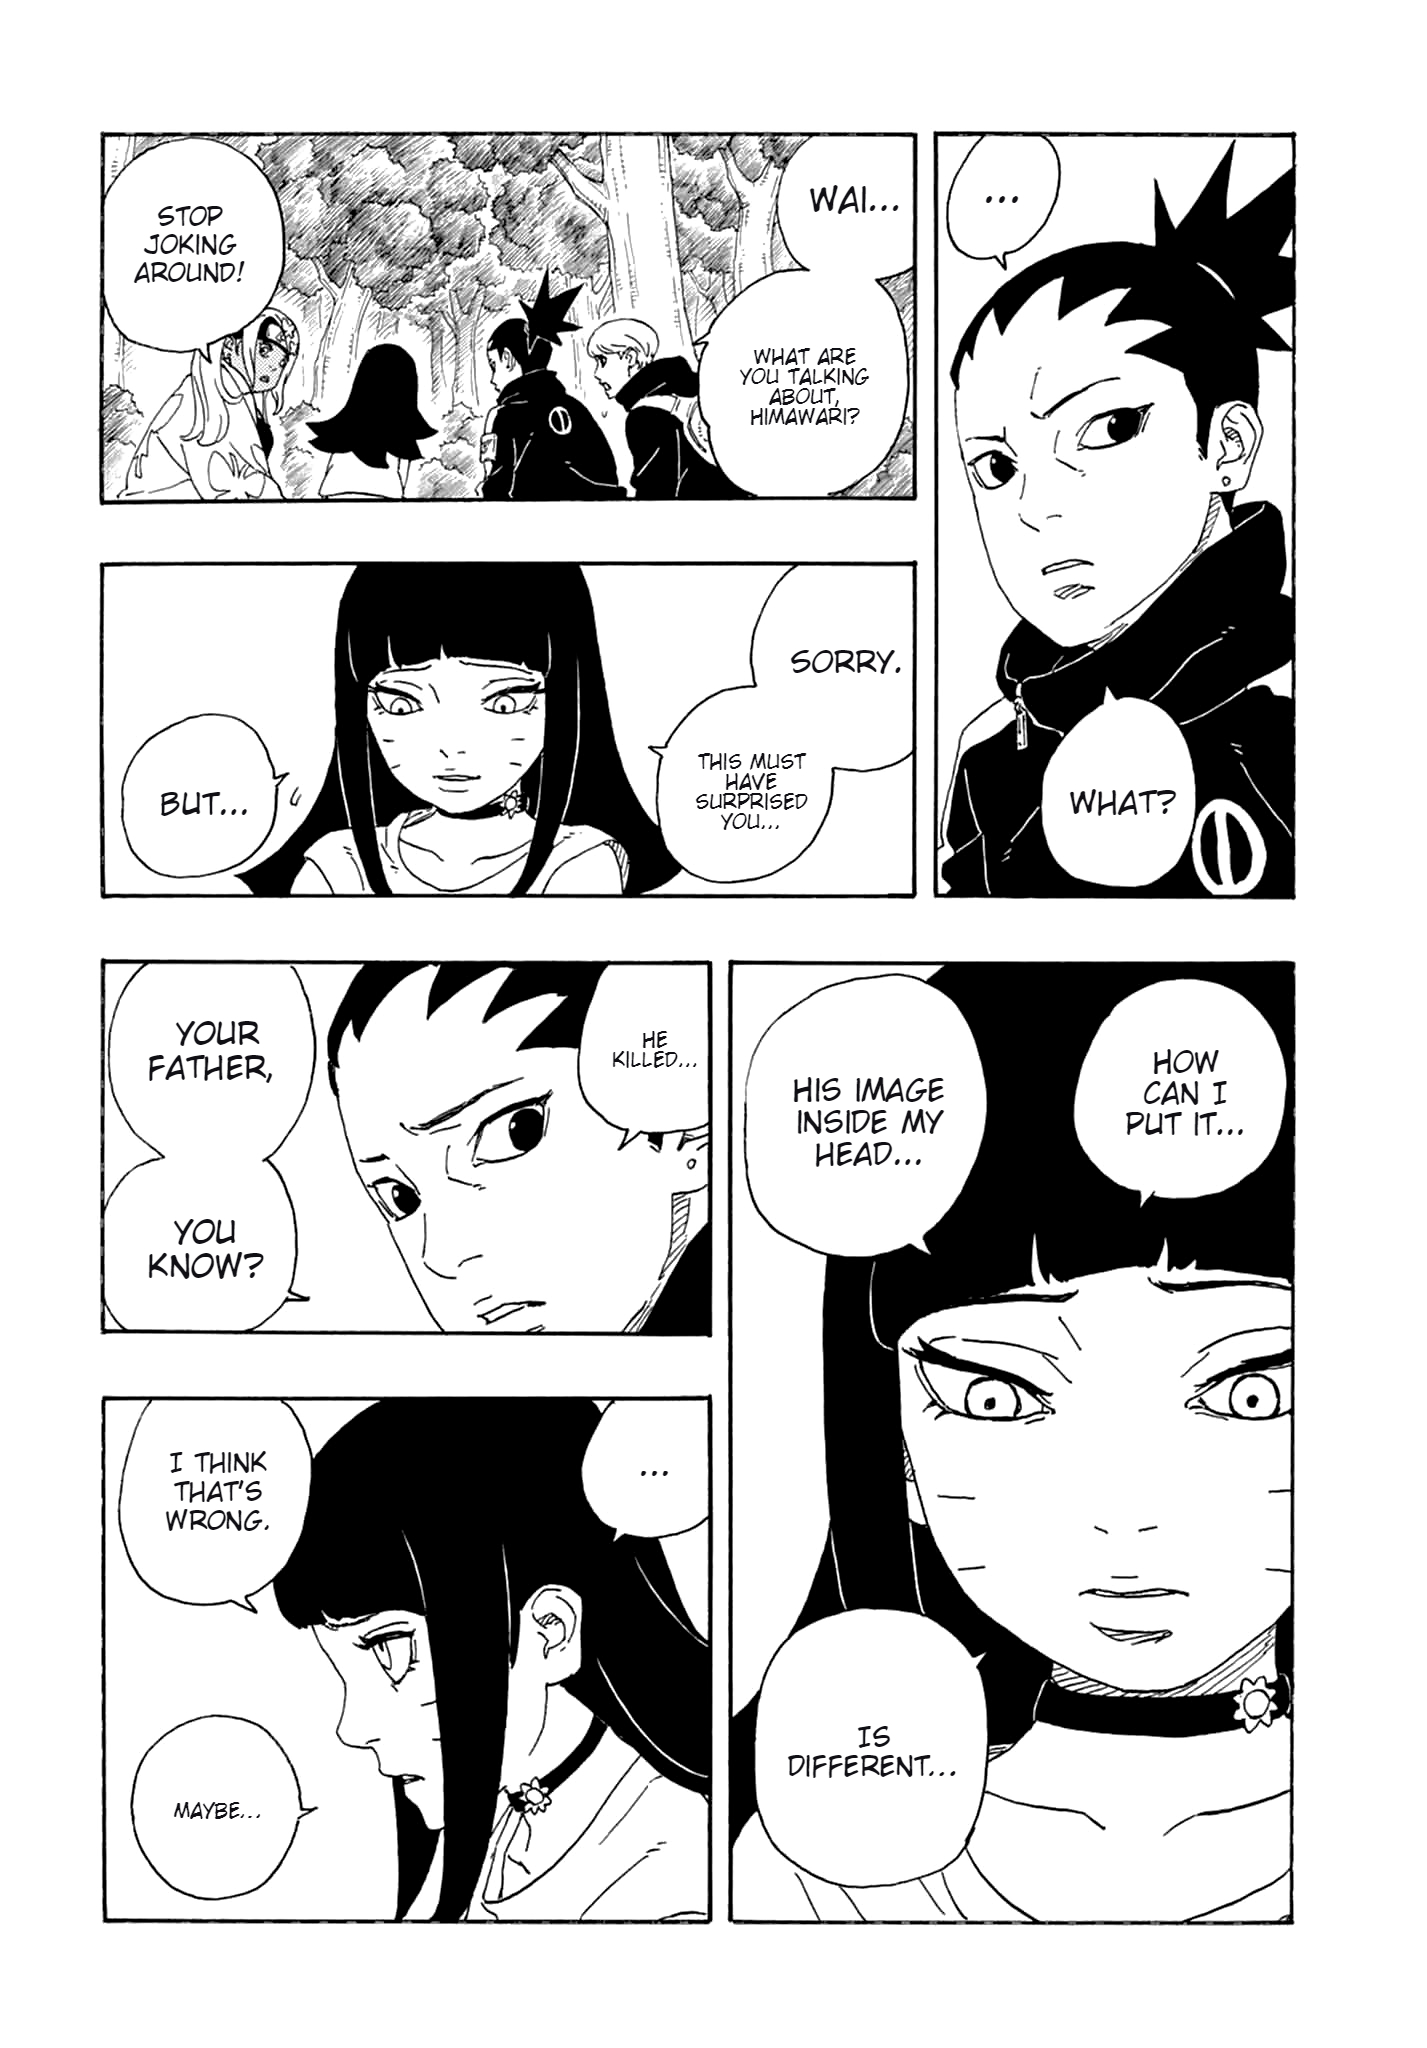 ...
WHAT?
WAI...
WHAT ARE
YOU TALKING
ABOUT,
HIMAWARI?
STOP
JOKING
AROUND!
SORRY.
THIS MUST
HAVE
SURPRISED
YOU...
BUT...
HOW
CAN I
PUT IT...
HIS IMAGE
INSIDE MY
HEAD...
IS
DIFFERENT...
HE
KILLED...
YOUR
FATHER,
YOU
KNOW?
...
I THINK
THAT'S
WRONG.
MAYBE...